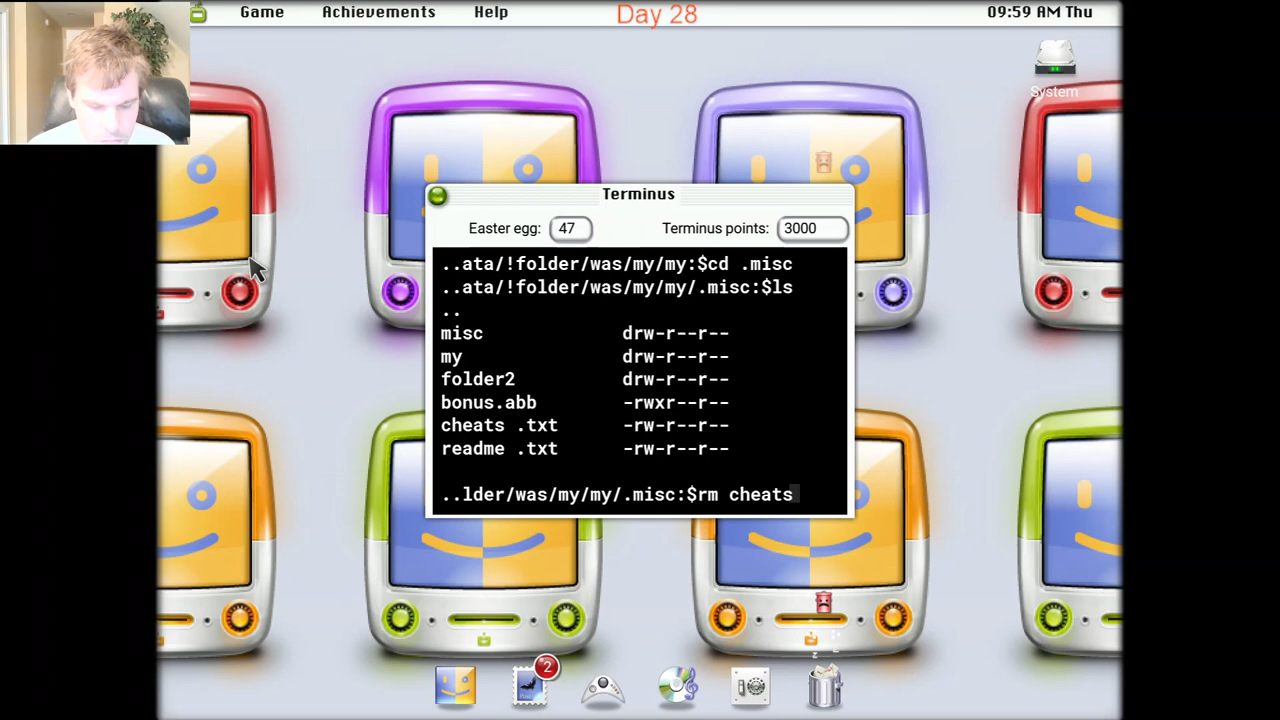 Game Achievements Help Day 28 09:59 AM Thu
System
Terminus
Easter egg: 47 Terminus points: 3000
..ata/!folder/was/my/my:$cd .misc
..ata/!folder/was/my/my/.misc:$ls
..
misc drw-r--r--
my drw-r--r--
folder2 drw-r--r--
bonus.abb -rwxr--r--
cheats .txt -rw-r--r--
readme .txt -rw-r--r--
..lder/was/my/my/.misc:$rm cheats
2